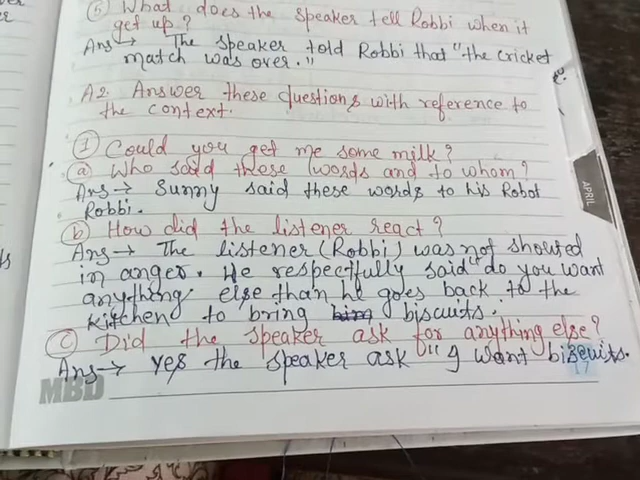 ⑤ What does the speaker tell Robbi when it
get up?
Ans → The speaker told Robbi that "the cricket
match was over."
A2. Answer these questions with reference to
the context.
① Could you get me some milk?
ⓐ Who said these words and to whom?
Ans → Sunny said these words to his Robot
Robbi.
ⓑ How did the listener react?
Ans → The listener (Robbi) was not shouted
in anger. He respectfully said "do you want
anything else than he goes back to the
kitchen to bring biscuits.
ⓒ Did the speaker ask for anything else?
Ans → yes the speaker ask "I want biscuits.
MBD
17
APRIL